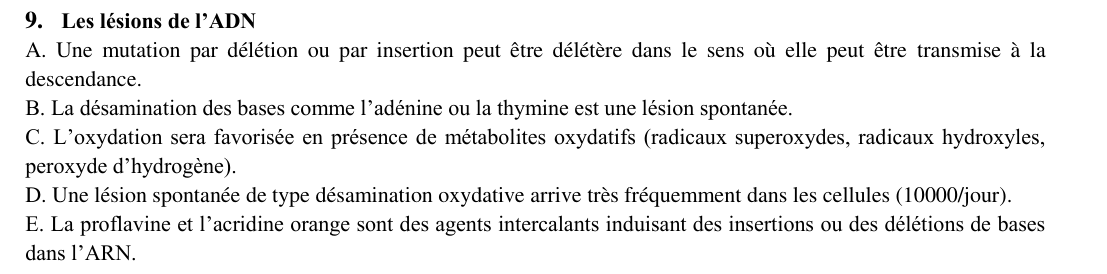 9. Les lésions de l’ADN
A. Une mutation par délétion ou par insertion peut être délétère dans le sens où elle peut être transmise à la
descendance.
B. La désamination des bases comme l’adénine ou la thymine est une lésion spontanée.
C. L’oxydation sera favorisée en présence de métabolites oxydatifs (radicaux superoxydes, radicaux hydroxyles,
peroxyde d’hydrogène).
D. Une lésion spontanée de type désamination oxydative arrive très fréquemment dans les cellules (10000/jour).
E. La proflavine et l’acridine orange sont des agents intercalants induisant des insertions ou des délétions de bases
dans l’ARN.